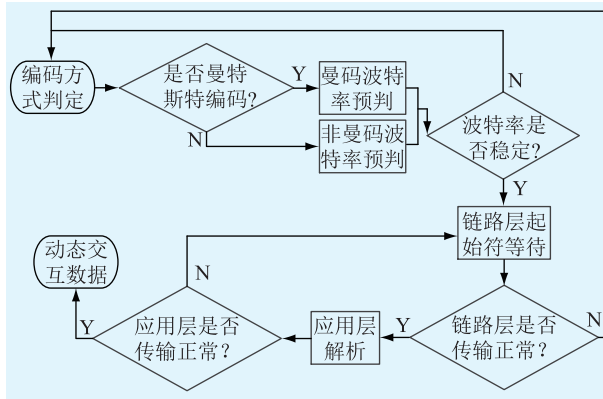 编码方
式判定
是否曼特
斯特编码?
Y
N
曼码波特
率预判
非曼码波
特率预判
波特率是
否稳定?
N
Y
链路层起
始符等待
链路层是否
传输正常?
N
Y
应用层
解析
应用层是否
传输正常?
N
Y
动态交
互数据